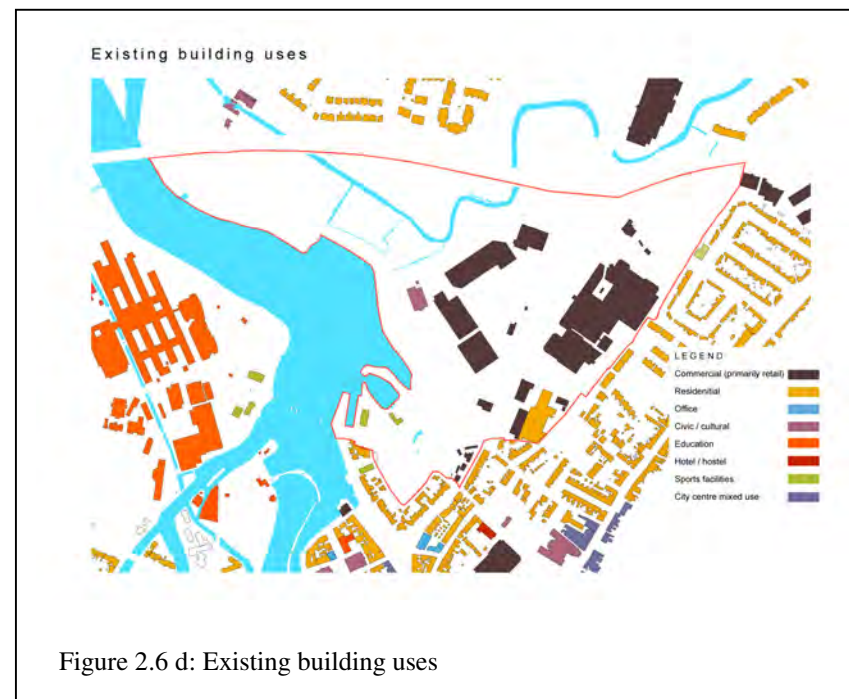 Existing building uses
LEGEND
Commercial (primarily retail)
Residenitial
Office
Civic / cultural
Education
Hotel / hostel
Sports facilities
City centre mixed use
Figure 2.6 d: Existing building uses